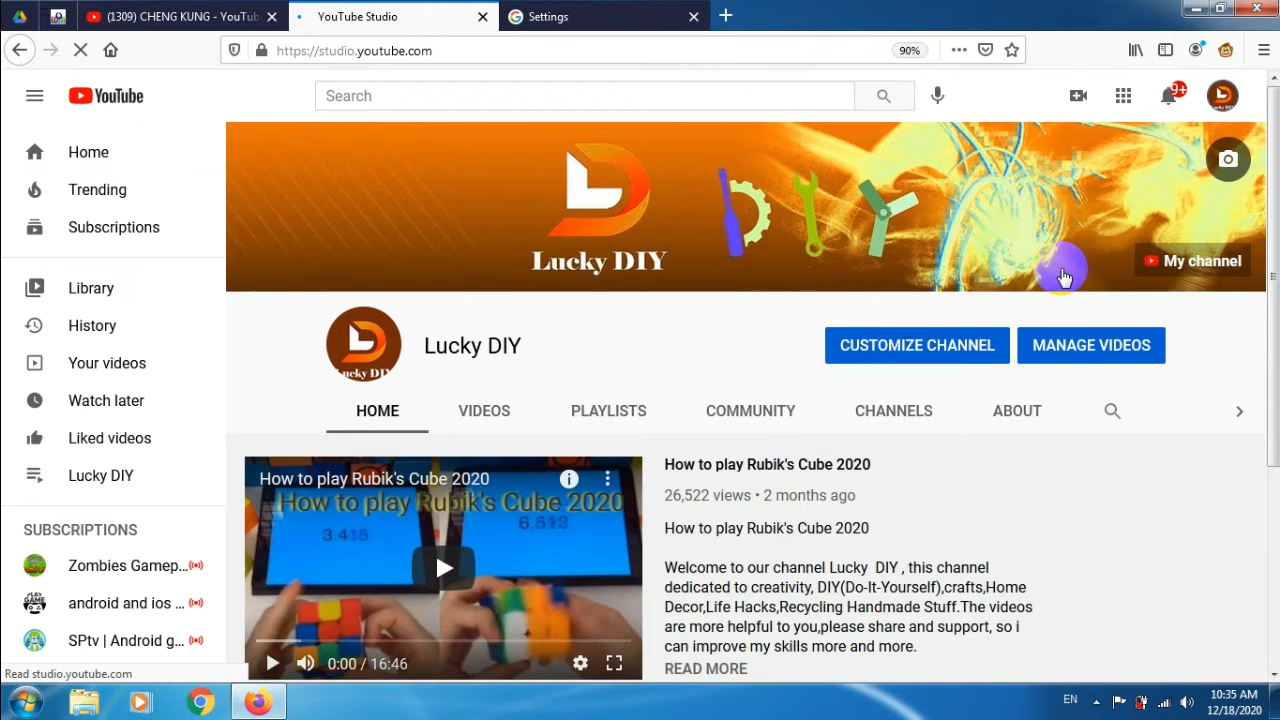 (1309) CHENG KUNG - YouTub
YouTube Studio
Settings
https://studio.youtube.com
90%
YouTube
Search
9+
Home
Trending
Subscriptions
Library
History
Your videos
Watch later
Liked videos
Lucky DIY
SUBSCRIPTIONS
Zombies Gamep...
android and ios ...
SPtv | Android g...
Lucky DIY
DIY
My channel
Lucky DIY
Lucky DIY
CUSTOMIZE CHANNEL
MANAGE VIDEOS
HOME
VIDEOS
PLAYLISTS
COMMUNITY
CHANNELS
ABOUT
How to play Rubik's Cube 2020
How to play Rubik's Cube 2020
0:00 / 16:46
How to play Rubik's Cube 2020
26,522 views • 2 months ago
How to play Rubik's Cube 2020
Welcome to our channel Lucky DIY , this channel
dedicated to creativity, DIY(Do-It-Yourself),crafts,Home
Decor,Life Hacks,Recycling Handmade Stuff.The videos
are more helpful to you,please share and support, so i
can improve my skills more and more.
READ MORE
Read studio.youtube.com
EN
10:35 AM
12/18/2020